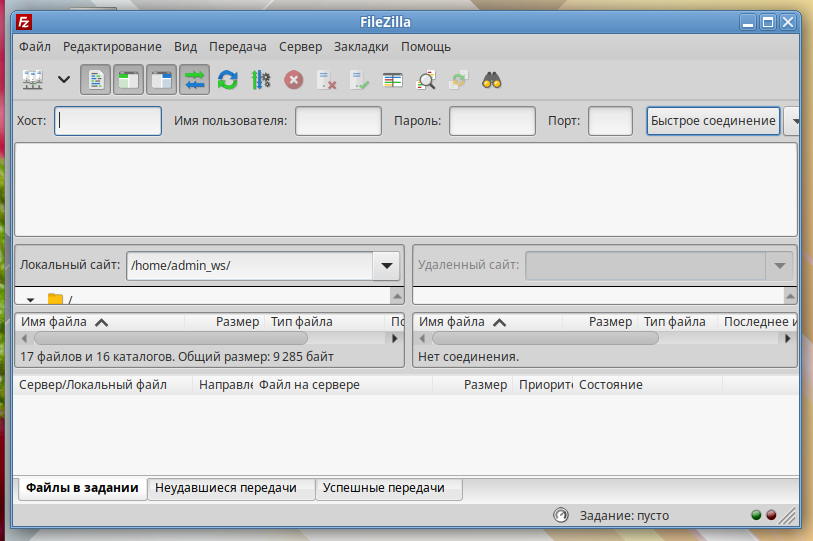 FileZilla
Файл Редактирование Вид Передача Сервер Закладки Помощь
Хост: Имя пользователя: Пароль: Порт: Быстрое соединение
Локальный сайт: /home/admin_ws/ Удаленный сайт:
/
Имя файла Размер Тип файла По Имя файла Размер Тип файла Последнее и
17 файлов и 16 каталогов. Общий размер: 9 285 байт Нет соединения.
Сервер/Локальный файл Направле Файл на сервере Размер Приорите Состояние
Файлы в задании Неудавшиеся передачи Успешные передачи
Задание: пусто